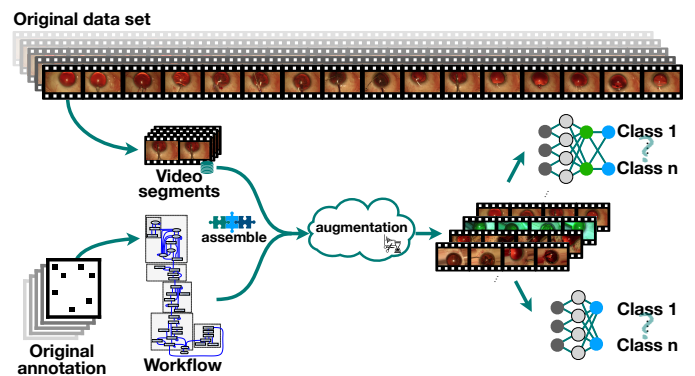 Original data set
Class 1
?
Class n
Video
segments
assemble
augmentation
Original
annotation
Workflow
Class 1
?
Class n